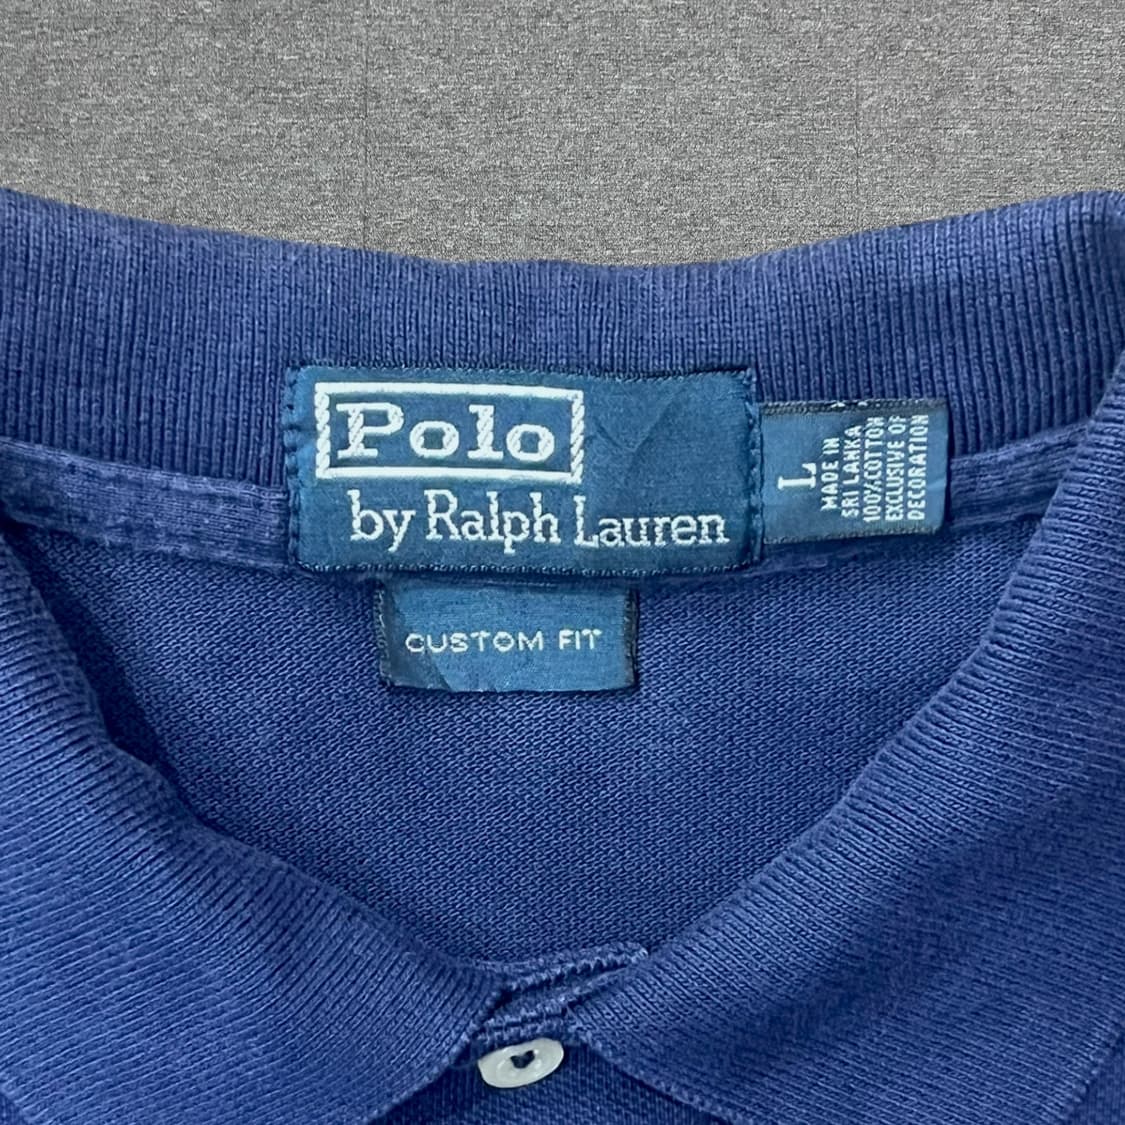 Polo
by Ralph Lauren
L
MADE IN
SRI LANKA
100% COTTON
EXCLUSIVE OF
DECORATION
CUSTOM FIT